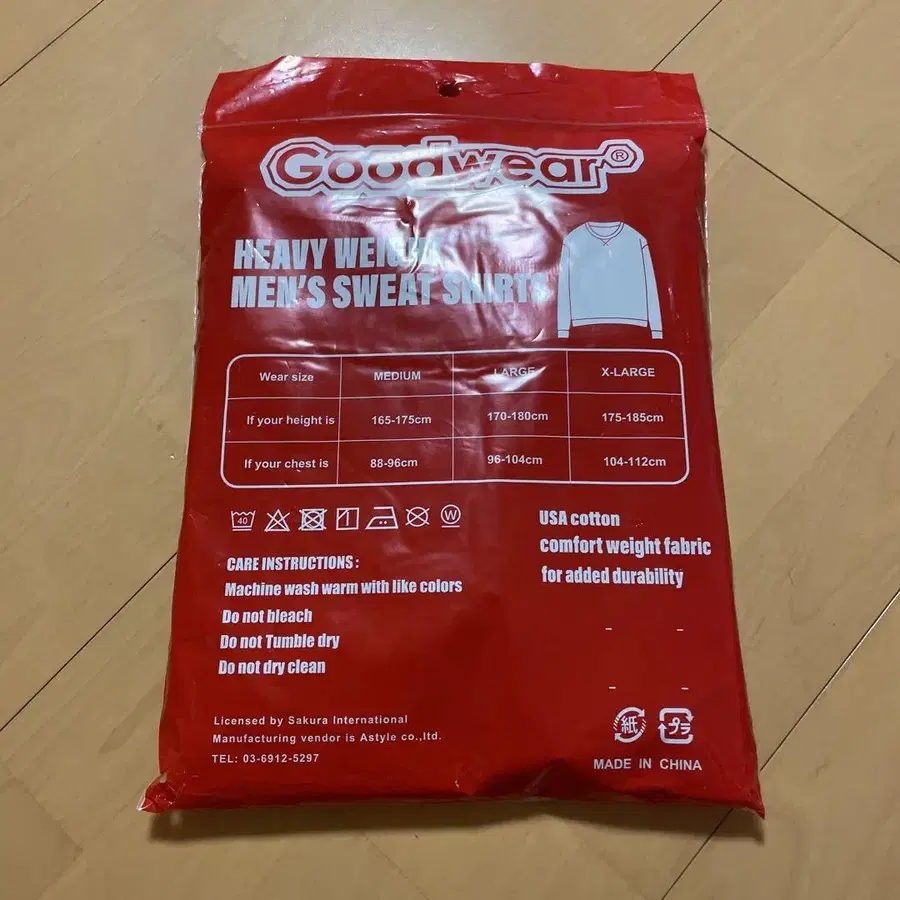 Goodwear®
HEAVY WEIGHT
MEN'S SWEAT SHIRTS
Wear size MEDIUM LARGE X-LARGE
If your height is 165-175cm 170-180cm 175-185cm
If your chest is 88-96cm 96-104cm 104-112cm
40 W
USA cotton
comfort weight fabric
for added durability
CARE INSTRUCTIONS :
Machine wash warm with like colors
Do not bleach
Do not Tumble dry
Do not dry clean
Licensed by Sakura International
Manufacturing vendor is Astyle co.,ltd.
TEL: 03-6912-5297
紙 プラ
MADE IN CHINA